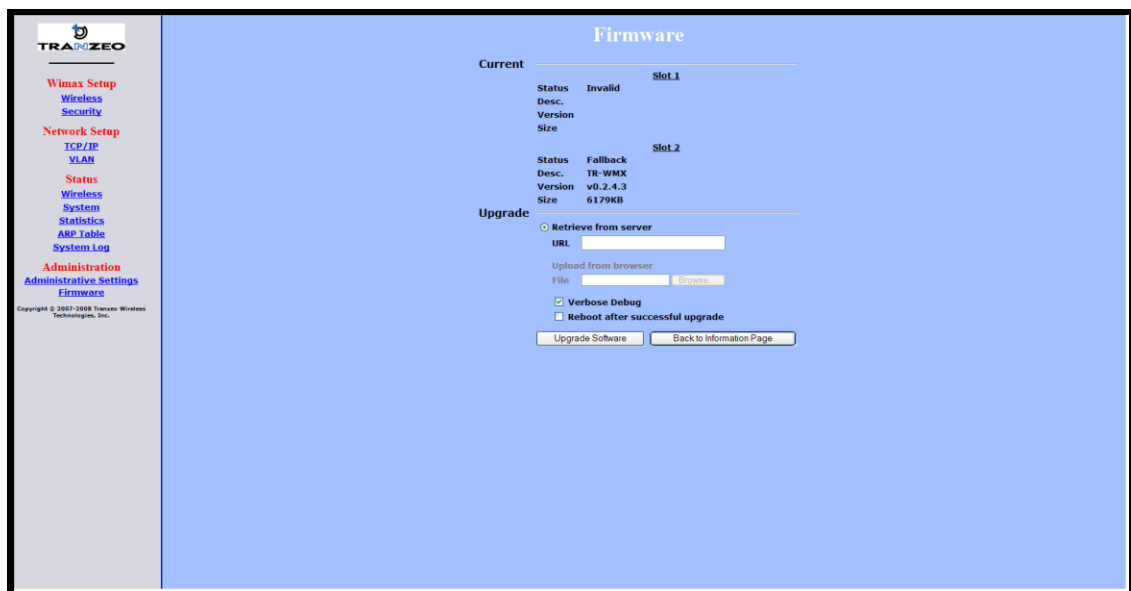 TRANZEO
Wimax Setup
Wireless
Security
Network Setup
TCP/IP
VLAN
Status
Wireless
System
Statistics
ARP Table
System Log
Administration
Administrative Settings
Firmware
Copyright © 2007-2008 Tranzeo Wireless
Technologies, Inc.
Firmware
Current
Slot 1
Status Invalid
Desc.
Version
Size
Slot 2
Status Fallback
Desc. TR-WMX
Version v0.2.4.3
Size 6179KB
Upgrade
Retrieve from server
URL
Upload from browser
File Browse...
Verbose Debug
Reboot after successful upgrade
Upgrade Software Back to Information Page